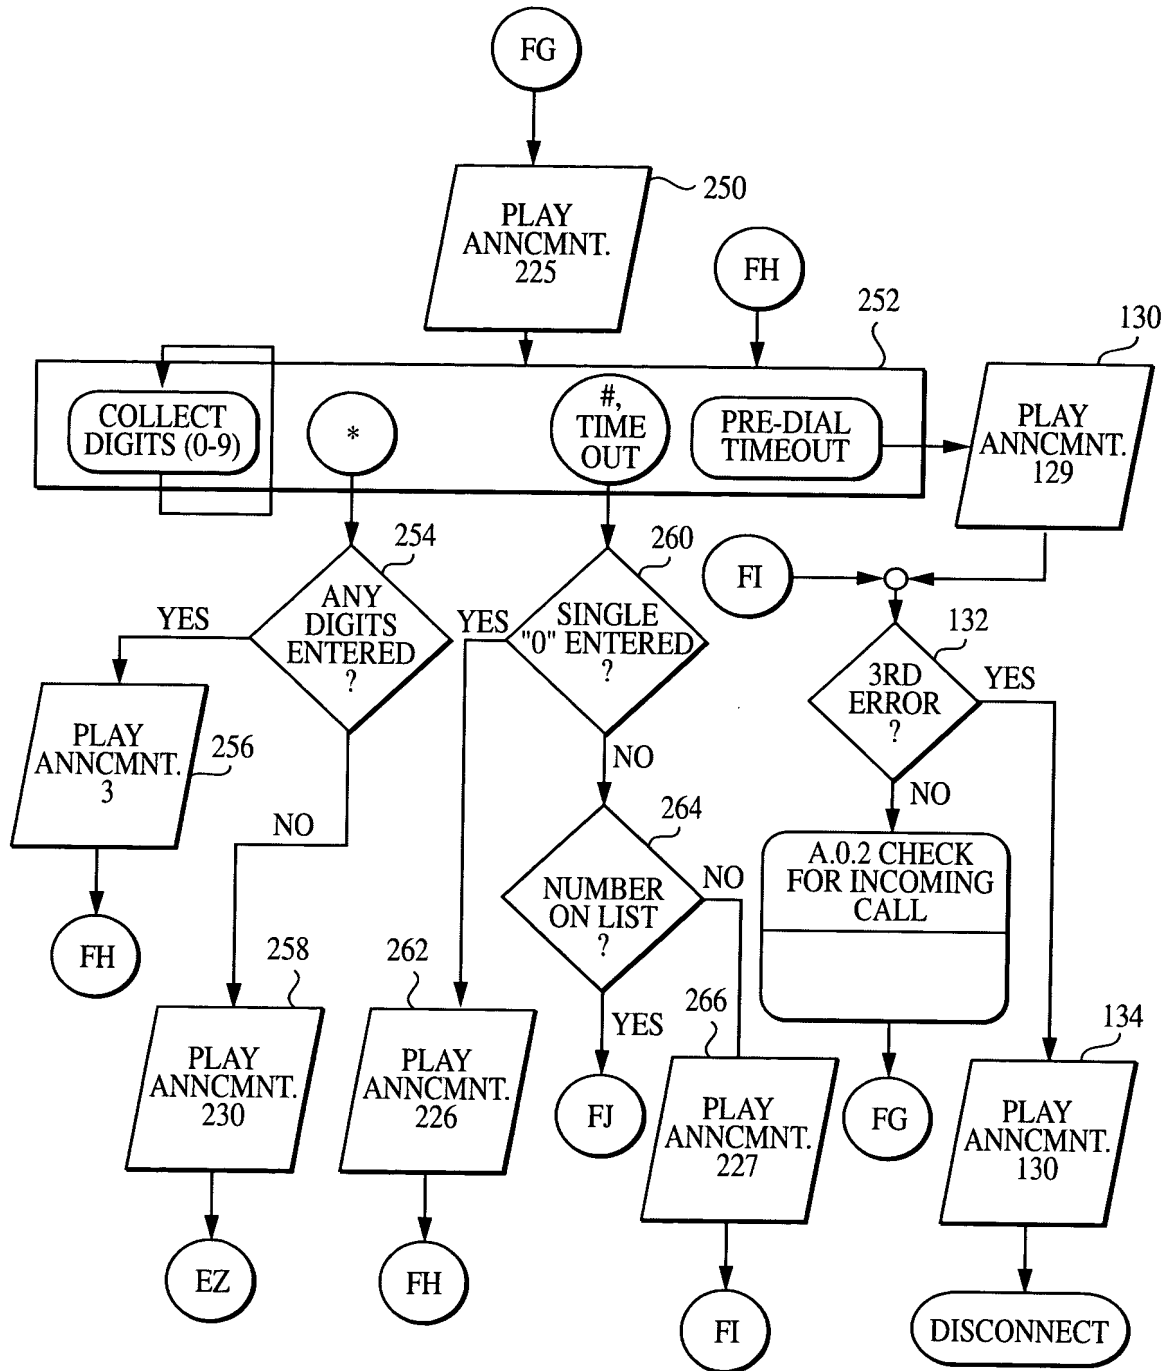 FG
PLAY
ANNCMNT.
225
250
FH
252
130
COLLECT
DIGITS (0-9)
*
#,
TIME
OUT
PRE-DIAL
TIMEOUT
PLAY
ANNCMNT.
129
254
ANY
DIGITS
ENTERED
?
YES
260
SINGLE
"0" ENTERED
?
YES
FI
132
3RD
ERROR
?
YES
PLAY
ANNCMNT.
3
256
NO
NO
NO
264
NUMBER
ON LIST
?
NO
A.0.2 CHECK
FOR INCOMING
CALL
FH
258
262
YES
266
134
PLAY
ANNCMNT.
230
PLAY
ANNCMNT.
226
FJ
PLAY
ANNCMNT.
227
FG
PLAY
ANNCMNT.
130
EZ
FH
FI
DISCONNECT